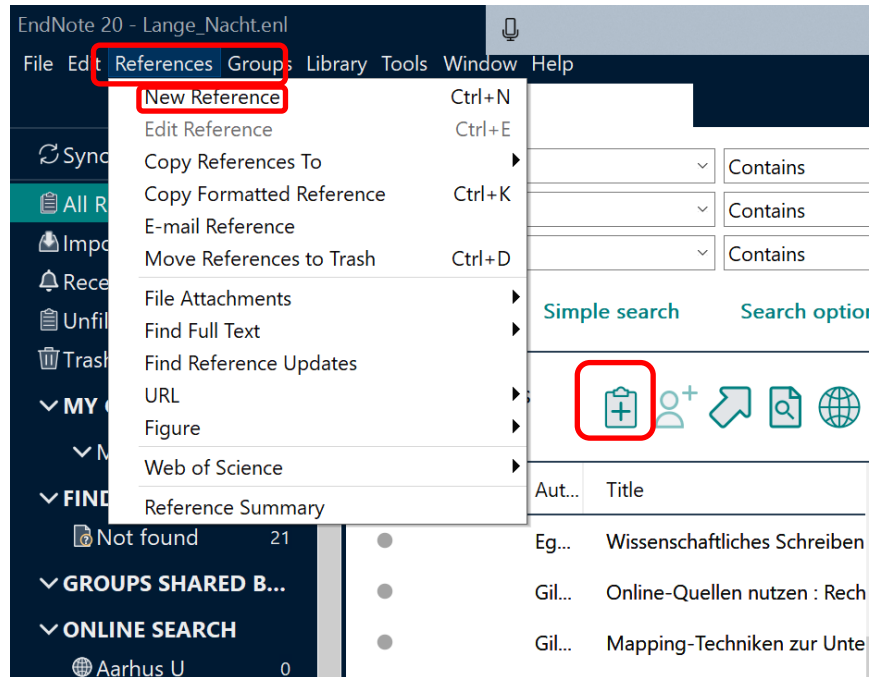 EndNote 20 - Lange_Nacht.enl
File Edit References Groups Library Tools Window Help
New Reference Ctrl+N
Edit Reference Ctrl+E
Copy References To
Copy Formatted Reference Ctrl+K
E-mail Reference
Move References to Trash Ctrl+D
File Attachments
Find Full Text
Find Reference Updates
URL
Figure
Web of Science
Reference Summary
Sync
All R
Impo
Rece
Unfil
Trash
MY
FIND
Not found 21
GROUPS SHARED B...
ONLINE SEARCH
Aarhus U 0
Contains
Contains
Contains
Simple search Search option
Aut... Title
Eg... Wissenschaftliches Schreiben
Gil... Online-Quellen nutzen : Rech
Gil... Mapping-Techniken zur Unte